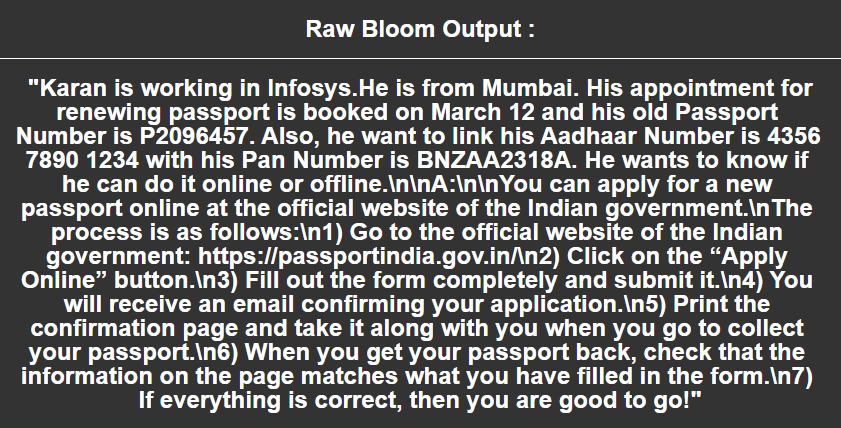 Raw Bloom Output :
"Karan is working in Infosys.He is from Mumbai. His appointment for
renewing passport is booked on March 12 and his old Passport
Number is P2096457. Also, he want to link his Aadhaar Number is 4356
7890 1234 with his Pan Number is BNZAA2318A. He wants to know if
he can do it online or offline.\n\nA:\n\nYou can apply for a new
passport online at the official website of the Indian government.\nThe
process is as follows:\n1) Go to the official website of the Indian
government: https://passportindia.gov.in/\n2) Click on the “Apply
Online” button.\n3) Fill out the form completely and submit it.\n4) You
will receive an email confirming your application.\n5) Print the
confirmation page and take it along with you when you go to collect
your passport.\n6) When you get your passport back, check that the
information on the page matches what you have filled in the form.\n7)
If everything is correct, then you are good to go!"